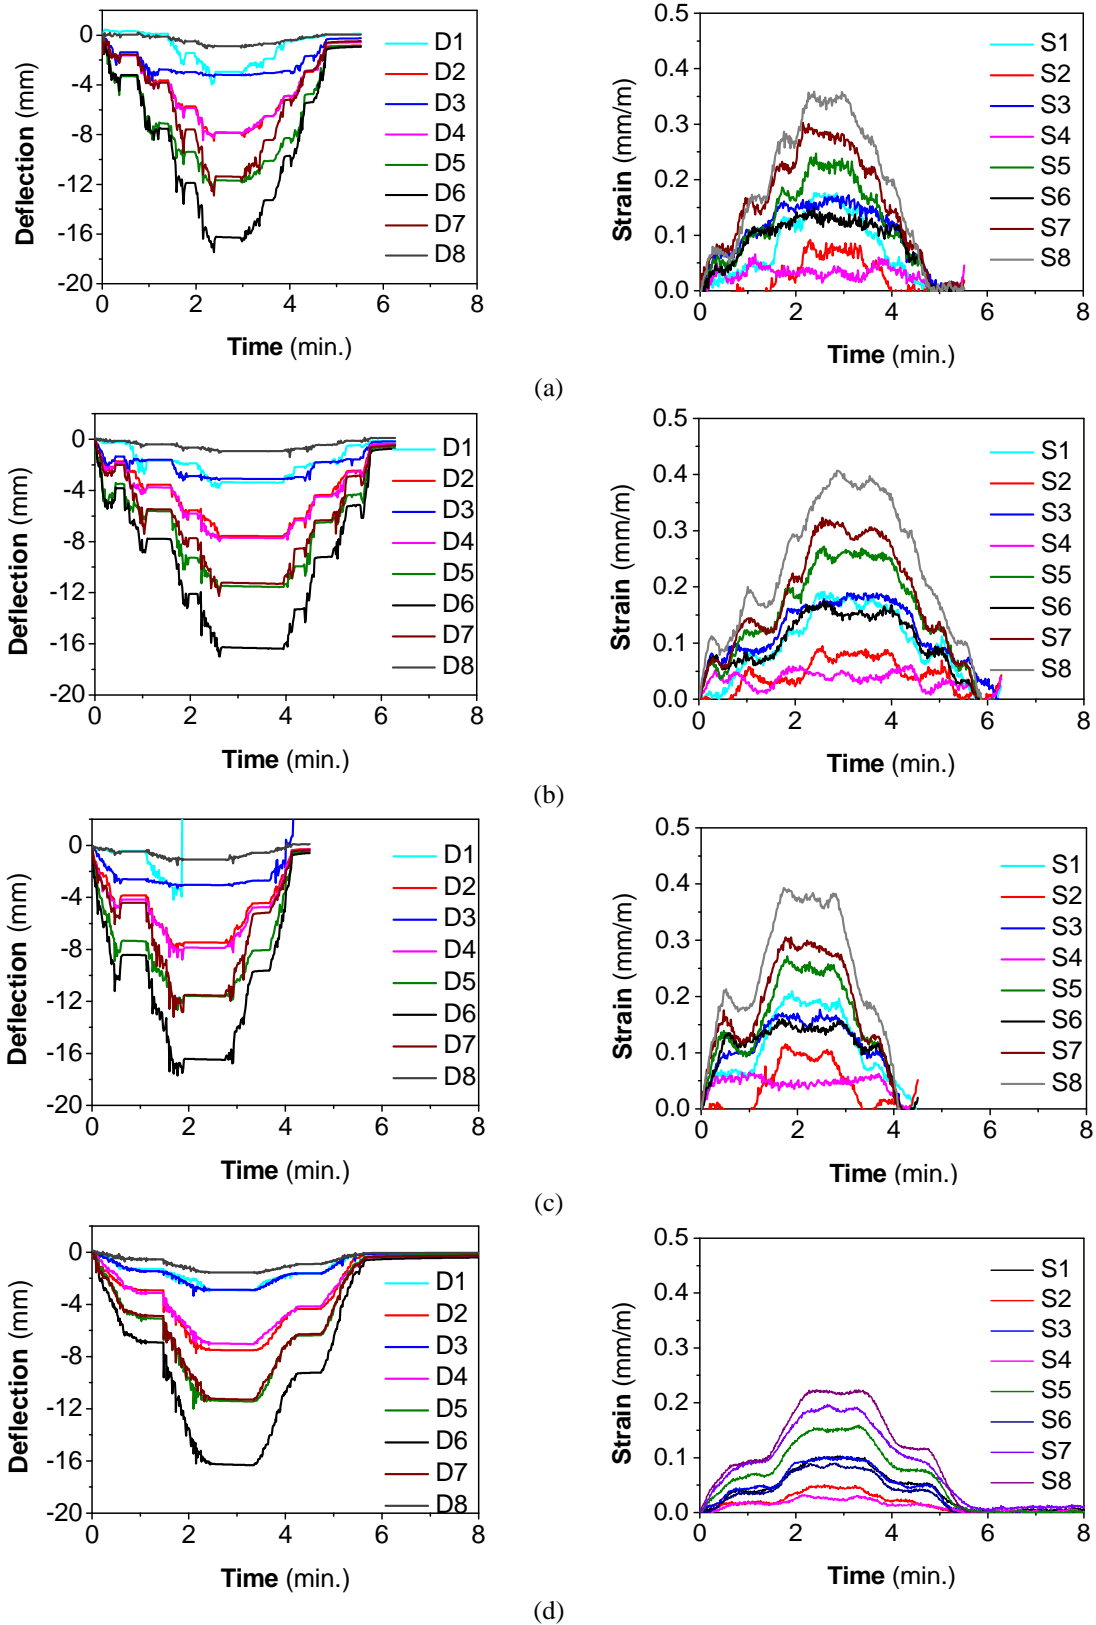 Deflection (mm)
0
-4
-8
-12
-16
-20
0 2 4 6 8
Time (min.)
D1
D2
D3
D4
D5
D6
D7
D8
Strain (mm/m)
0.5
0.4
0.3
0.2
0.1
0.0
0 2 4 6 8
Time (min.)
S1
S2
S3
S4
S5
S6
S7
S8
(a)
Deflection (mm)
0
-4
-8
-12
-16
-20
0 2 4 6 8
Time (min.)
D1
D2
D3
D4
D5
D6
D7
D8
Strain (mm/m)
0.5
0.4
0.3
0.2
0.1
0.0
0 2 4 6 8
Time (min.)
S1
S2
S3
S4
S5
S6
S7
S8
(b)
Deflection (mm)
0
-4
-8
-12
-16
-20
0 2 4 6 8
Time (min.)
D1
D2
D3
D4
D5
D6
D7
D8
Strain (mm/m)
0.5
0.4
0.3
0.2
0.1
0.0
0 2 4 6 8
Time (min.)
S1
S2
S3
S4
S5
S6
S7
S8
(c)
Deflection (mm)
0
-4
-8
-12
-16
-20
0 2 4 6 8
Time (min.)
D1
D2
D3
D4
D5
D6
D7
D8
Strain (mm/m)
0.5
0.4
0.3
0.2
0.1
0.0
0 2 4 6 8
Time (min.)
S1
S2
S3
S4
S5
S6
S7
S8
(d)